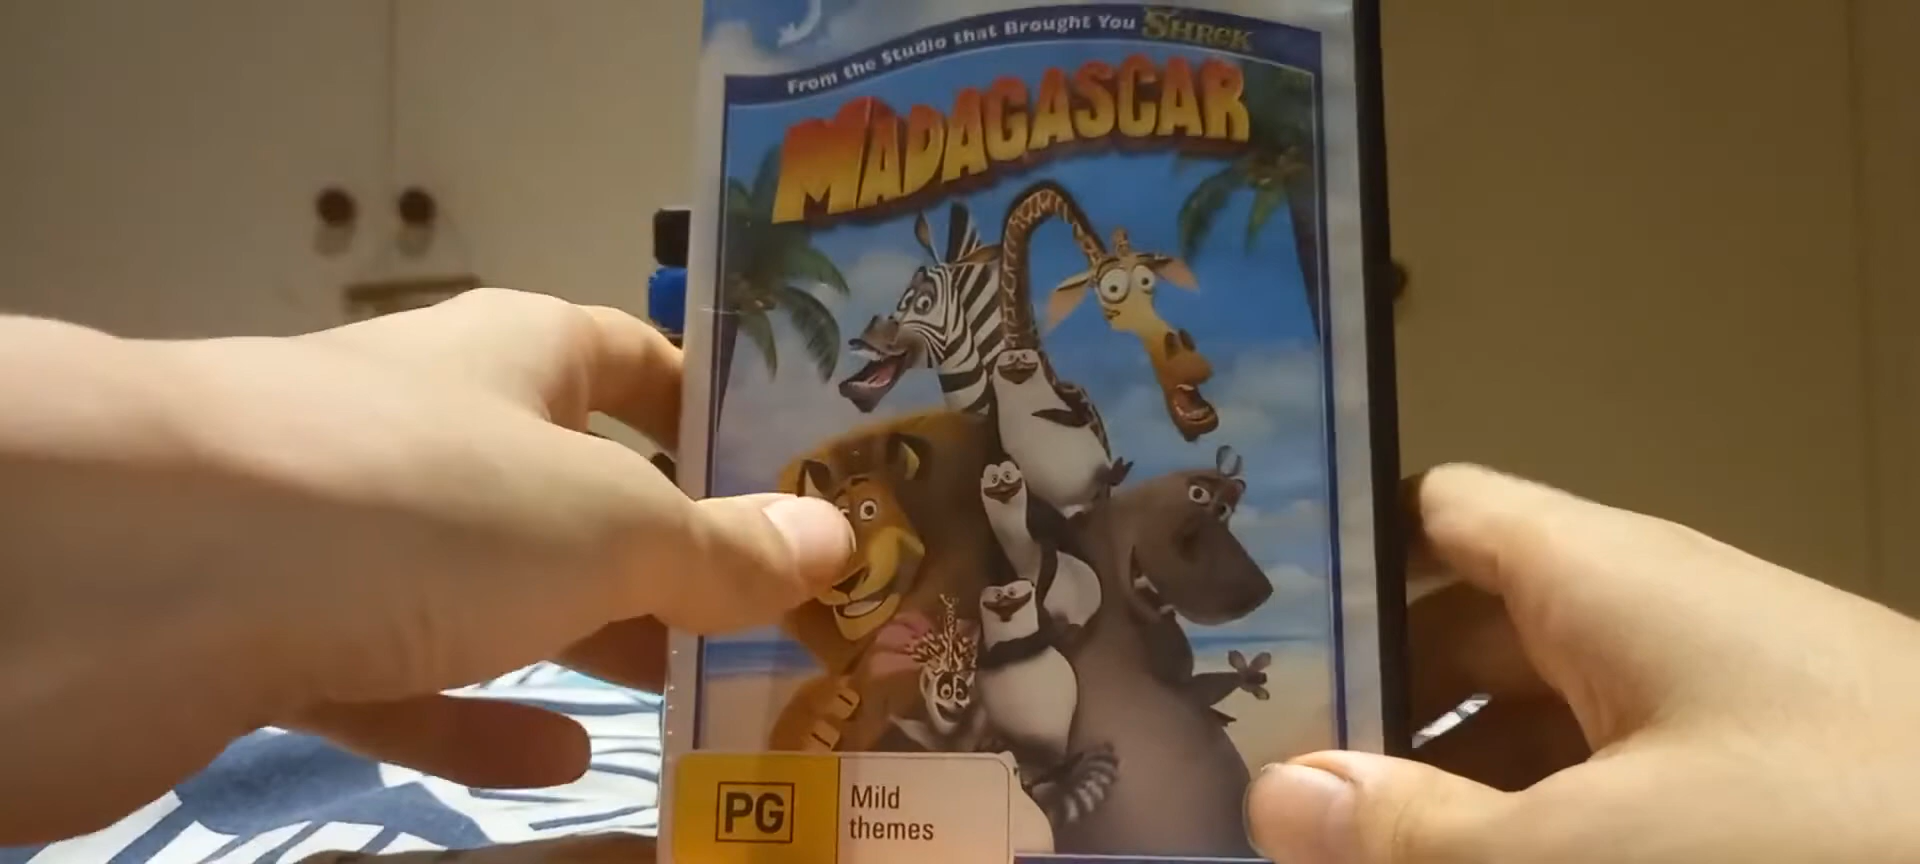 From the Studio that Brought You SHREK
MADAGASCAR
PG
Mild
themes